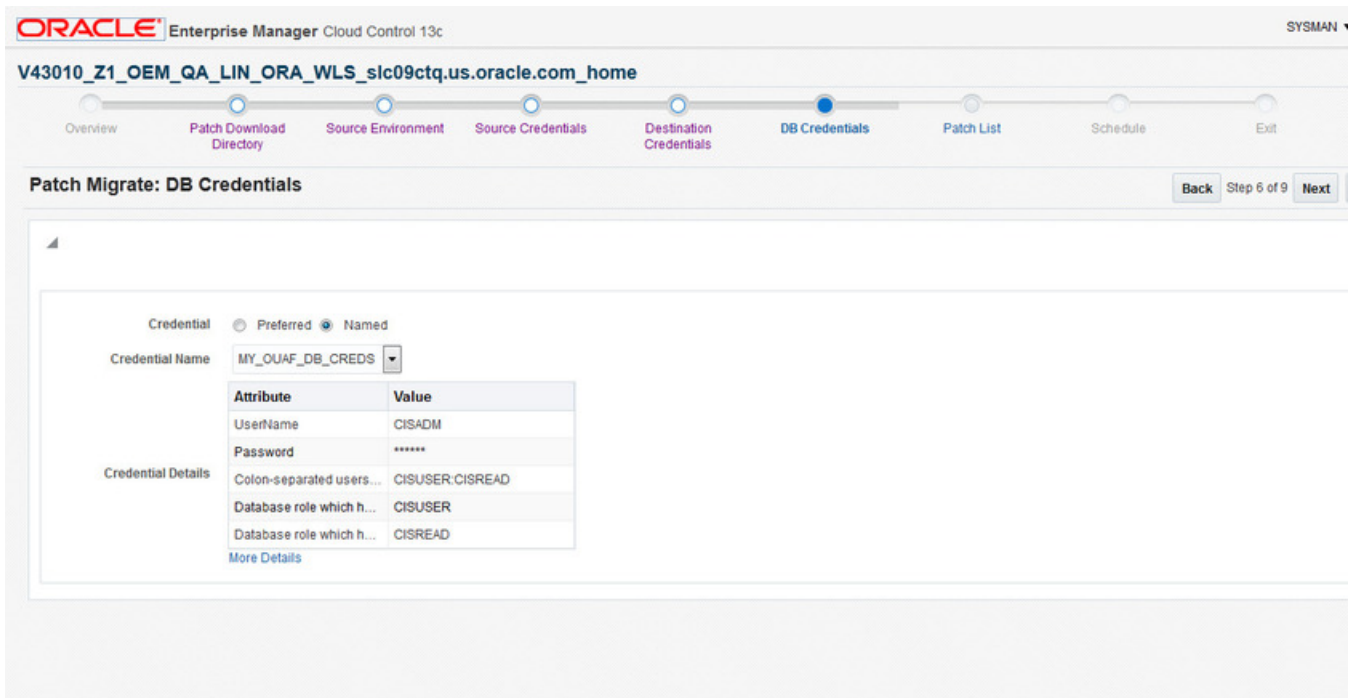 ORACLE Enterprise Manager Cloud Control 13c
SYSMAN
V43010_Z1_OEM_QA_LIN_ORA_WLS_slc09ctq.us.oracle.com_home
Overview Patch Download Source Environment Source Credentials Destination DB Credentials Patch List Schedule Exit
Directory Credentials
Patch Migrate: DB Credentials
Back Step 6 of 9 Next
Credential Preferred Named
Credential Name MY_OUAF_DB_CREDS
Attribute Value
UserName CISADM
Password ******
Credential Details
Colon-separated users... CISUSER:CISREAD
Database role which h... CISUSER
Database role which h... CISREAD
More Details